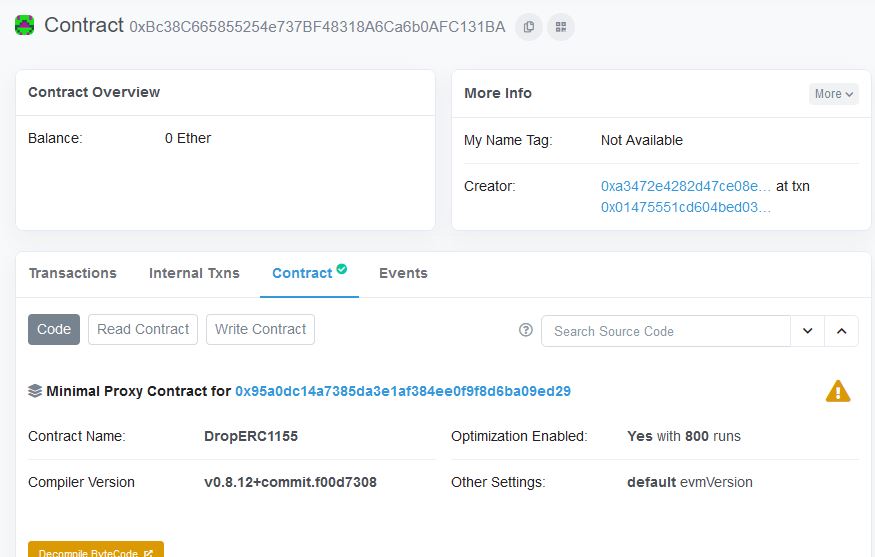 Contract 0xBc38C665855254e737BF48318A6Ca6b0AFC131BA
Contract Overview
Balance: 0 Ether
More Info More
My Name Tag: Not Available
Creator: 0xa3472e4282d47ce08e... at txn
0x01475551cd604bed03...
Transactions Internal Txns Contract Events
Code Read Contract Write Contract Search Source Code
Minimal Proxy Contract for 0x95a0dc14a7385da3e1af384ee0f9f8d6ba09ed29
Contract Name: DropERC1155 Optimization Enabled: Yes with 800 runs
Compiler Version v0.8.12+commit.f00d7308 Other Settings: default evmVersion
Decompile ByteCode